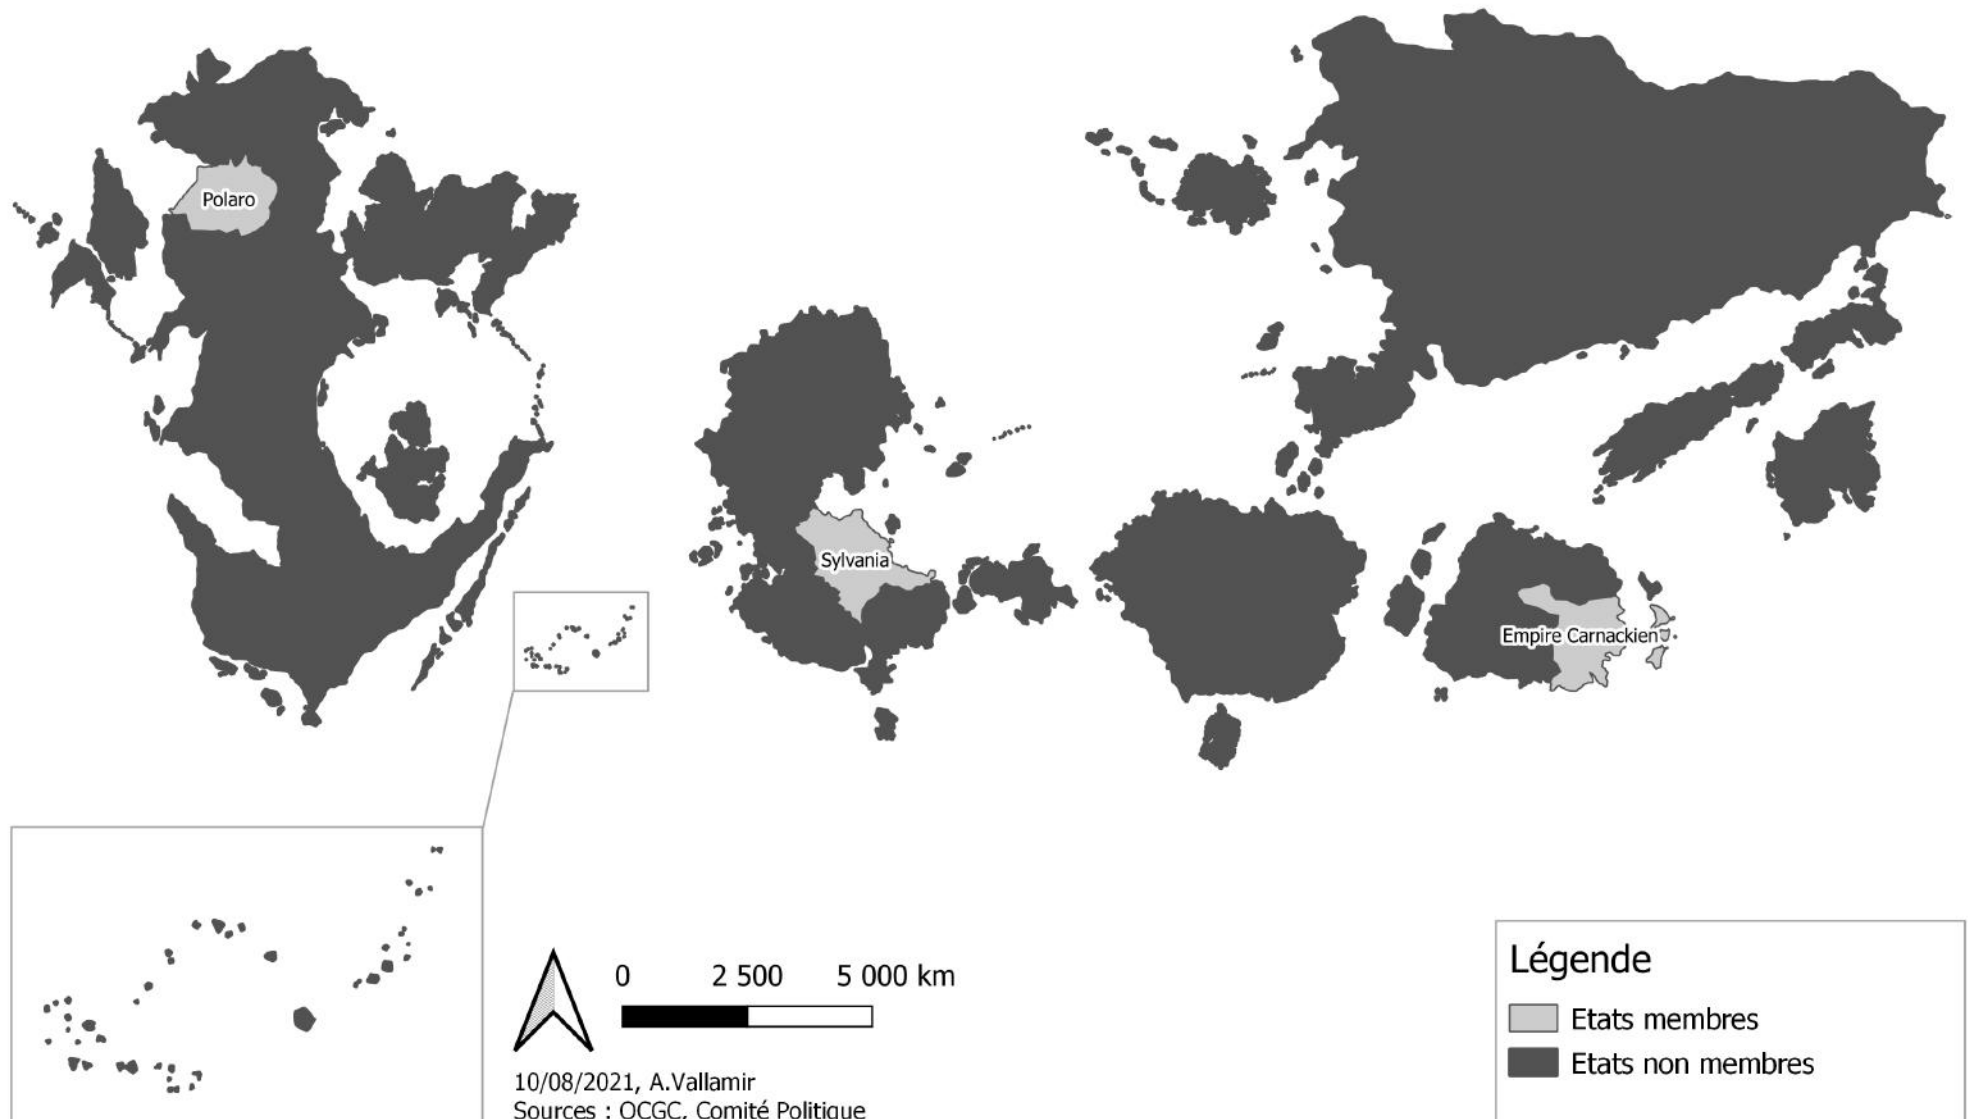 Polaro
Sylvania
Empire Carnackien
0 2 500 5 000 km
10/08/2021, A.Vallamir
Sources : OCGC, Comité Politique
Légende
Etats membres
Etats non membres